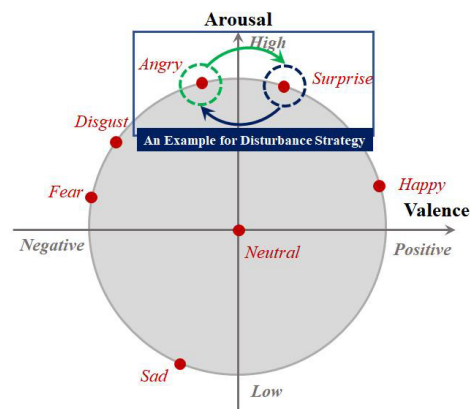 Arousal
High
Angry
Surprise
Disgust
An Example for Disturbance Strategy
Fear
Happy
Valence
Negative
Neutral
Positive
Sad
Low